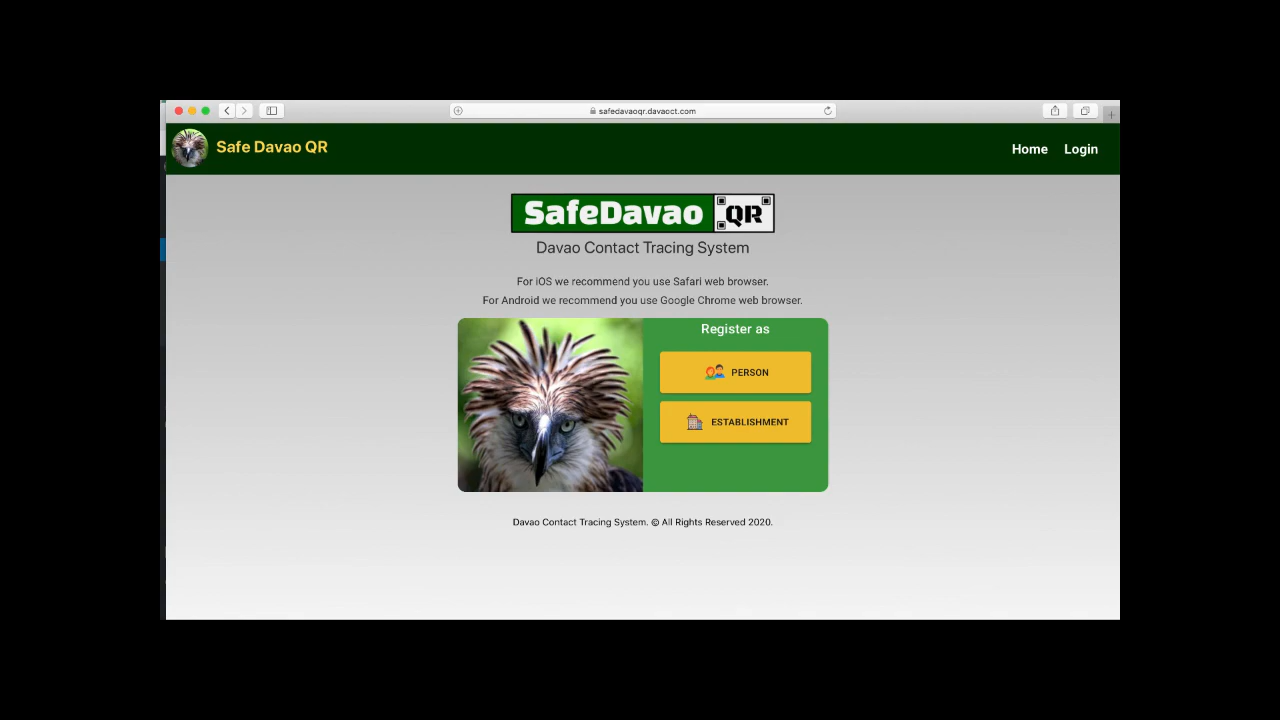 safedavaoqr.davaoct.com
Safe Davao QR
Home
Login
SafeDavao QR
Davao Contact Tracing System
For iOS we recommend you use Safari web browser.
For Android we recommend you use Google Chrome web browser.
Register as
PERSON
ESTABLISHMENT
Davao Contact Tracing System. © All Rights Reserved 2020.